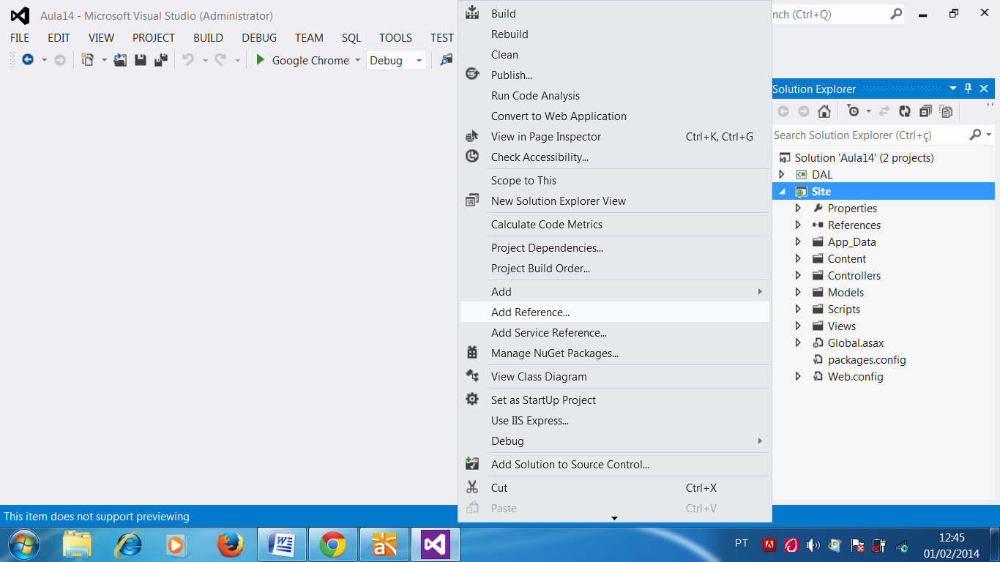 Aula14 - Microsoft Visual Studio (Administrator)
nch (Ctrl+Q)
FILE EDIT VIEW PROJECT BUILD DEBUG TEAM SQL TOOLS TEST
Google Chrome Debug
Build
Rebuild
Clean
Publish...
Run Code Analysis
Convert to Web Application
View in Page Inspector Ctrl+K, Ctrl+G
Check Accessibility...
Scope to This
New Solution Explorer View
Calculate Code Metrics
Project Dependencies...
Project Build Order...
Add
Add Reference...
Add Service Reference...
Manage NuGet Packages...
View Class Diagram
Set as StartUp Project
Use IIS Express...
Debug
Add Solution to Source Control...
Cut Ctrl+X
Paste Ctrl+V
Solution Explorer
Search Solution Explorer (Ctrl+ç)
Solution 'Aula14' (2 projects)
C# DAL
Site
Properties
References
App_Data
Content
Controllers
Models
Scripts
Views
Global.asax
packages.config
Web.config
This item does not support previewing
PT
12:45
01/02/2014